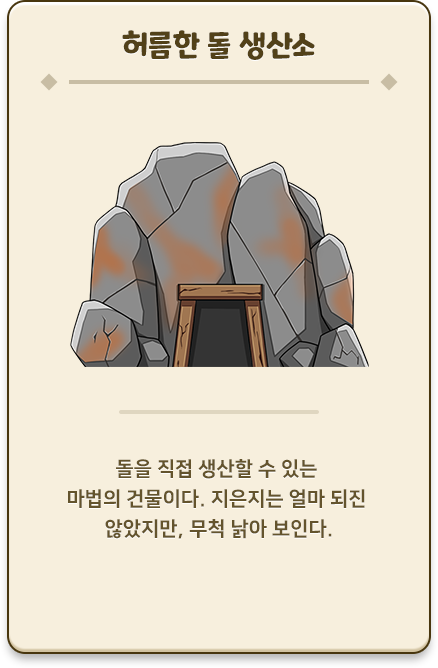 허름한 돌 생산소
돌을 직접 생산할 수 있는
마법의 건물이다. 지은지는 얼마 되진
않았지만, 무척 낡아 보인다.